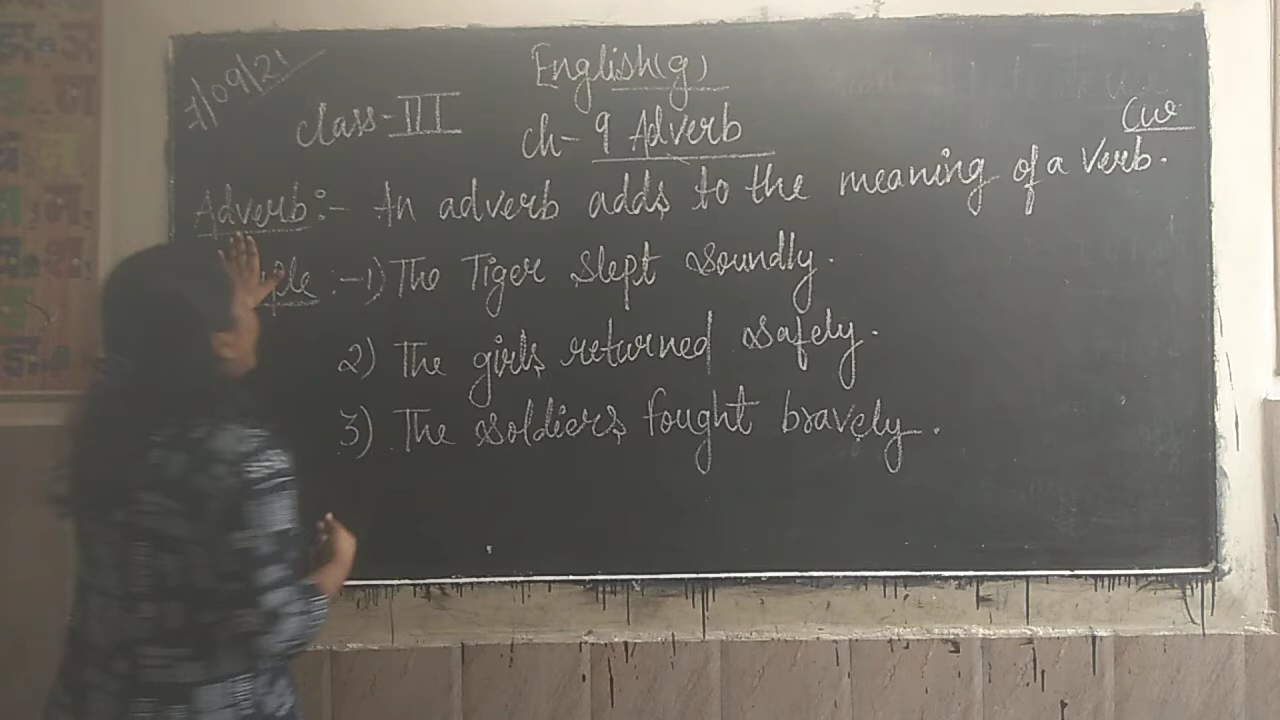 7/09/21
English(g)
Class-III
Ch-9 Adverb
Cw
Adverb:- An adverb adds to the meaning of a Verb.
ple :-1) The Tiger slept soundly.
2) The girls returned safely.
3) The soldiers fought bravely.